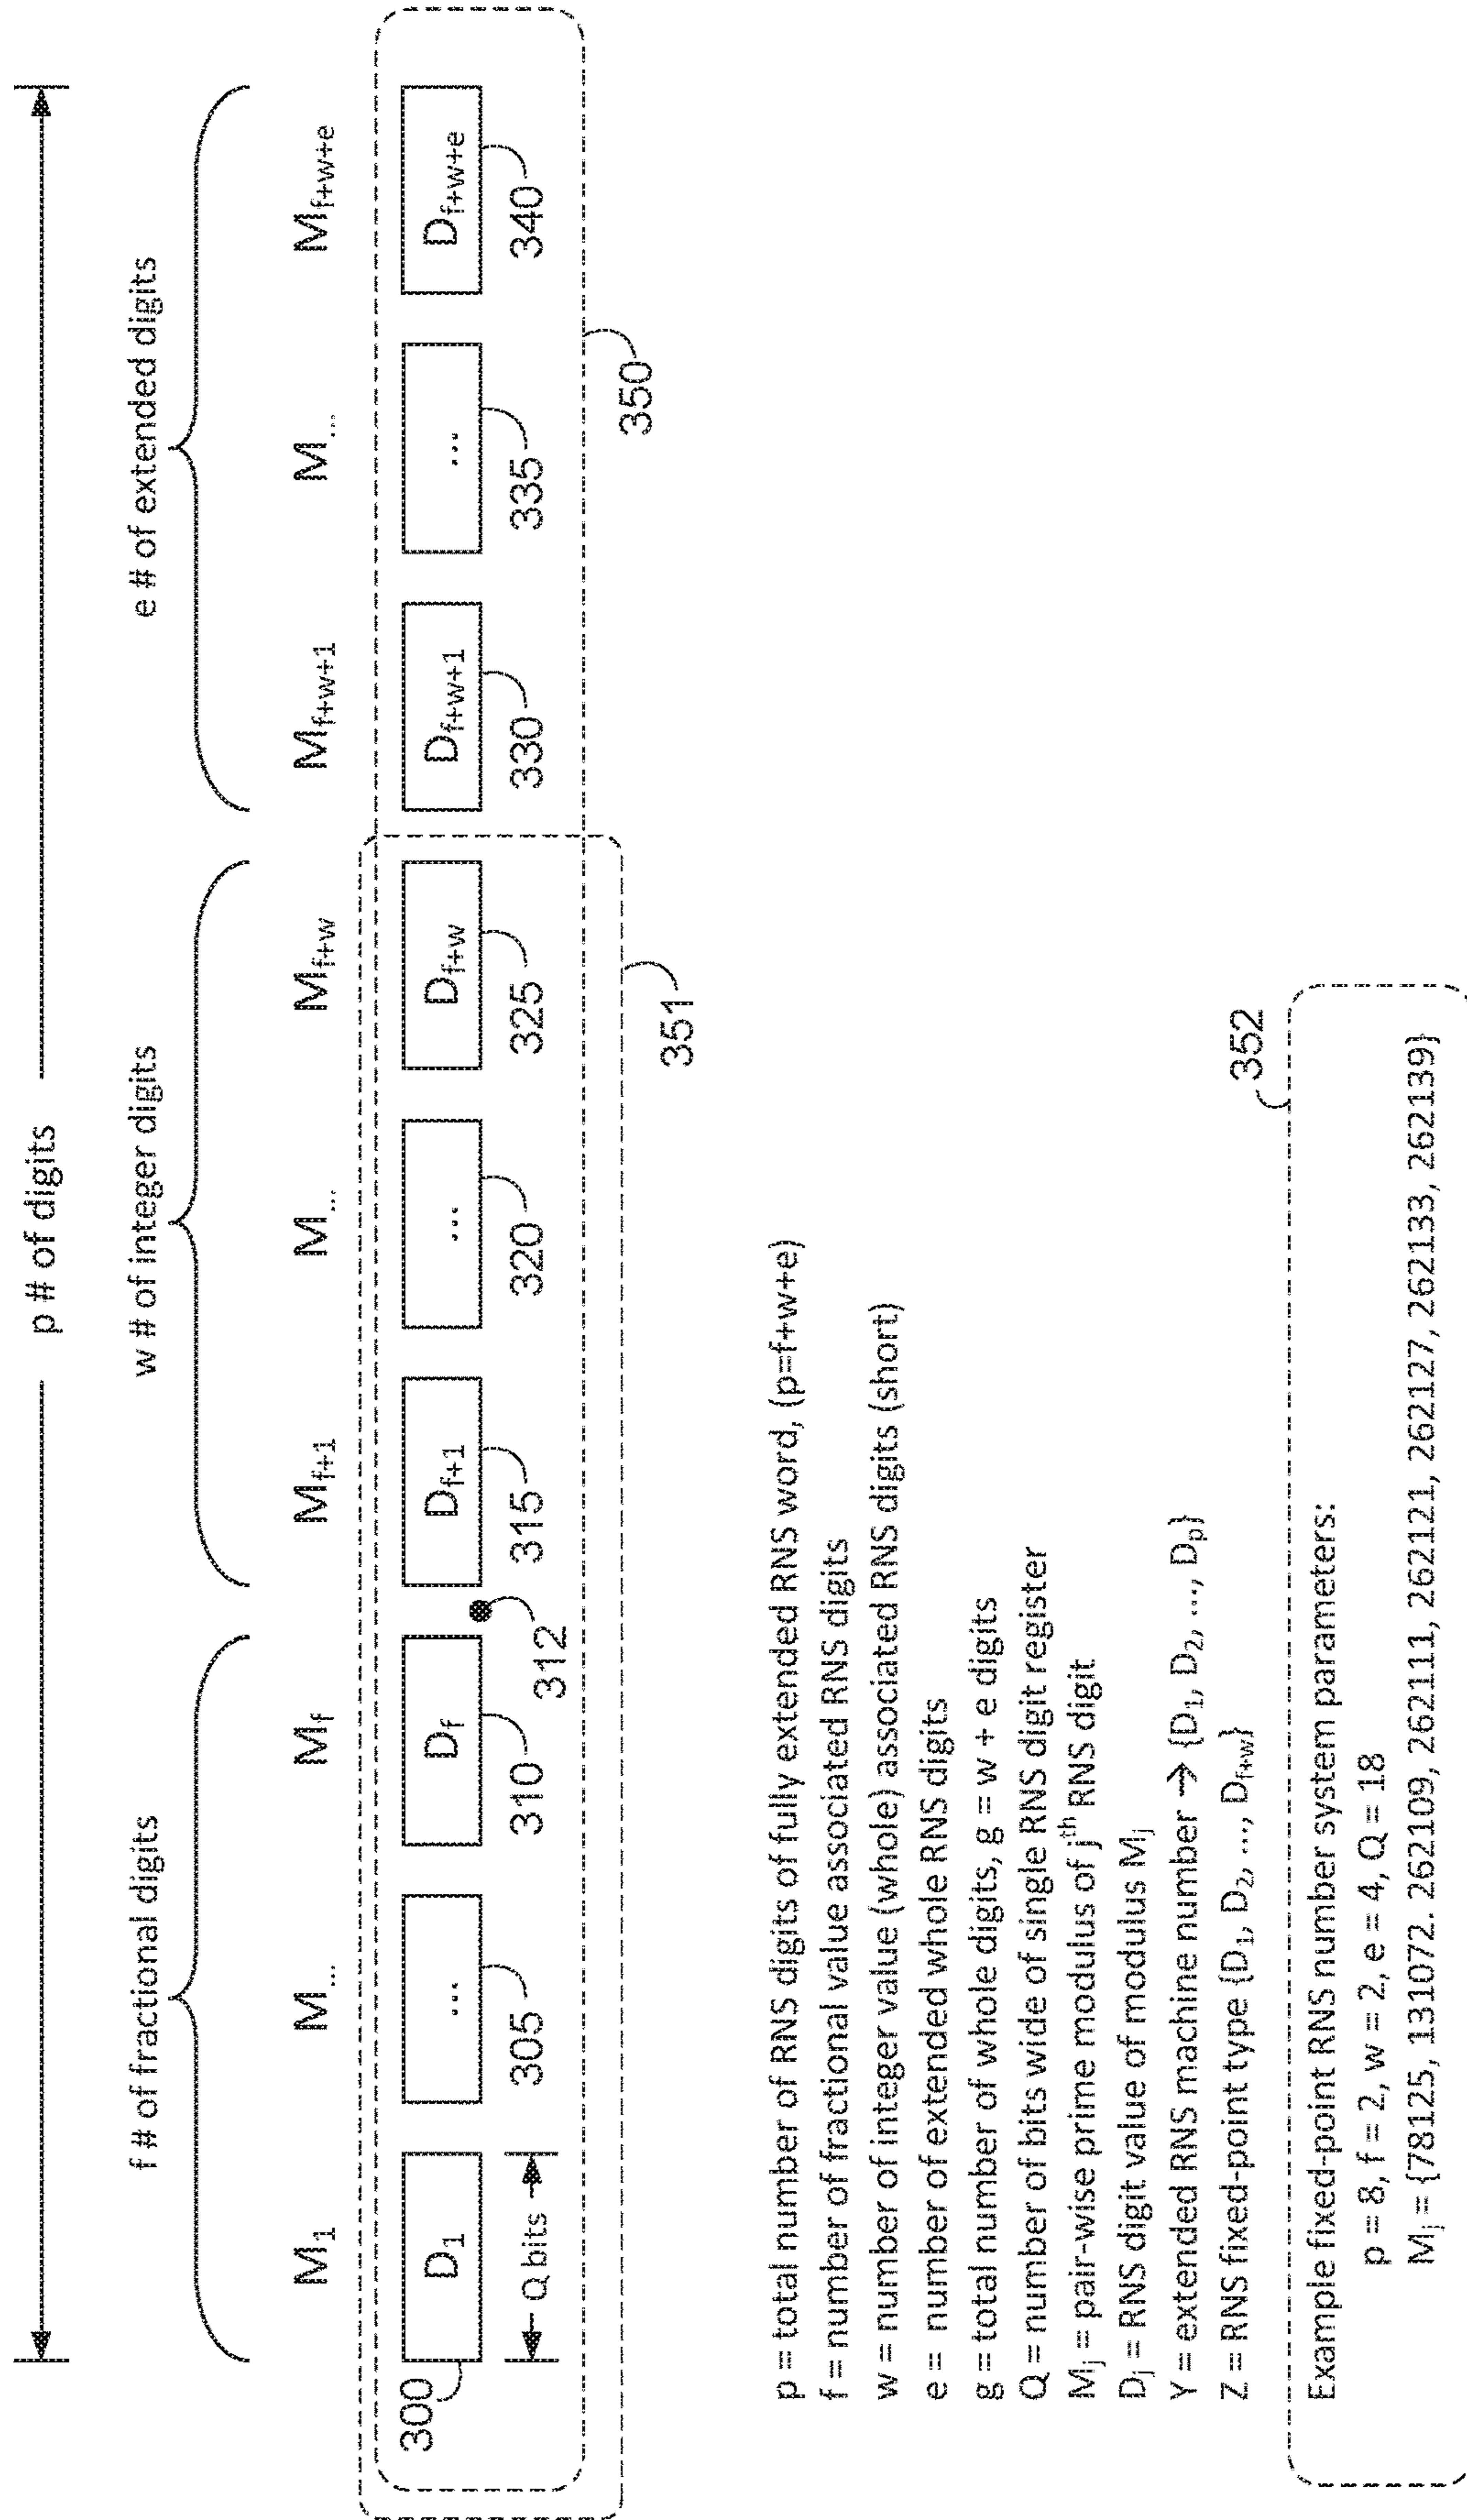 p # of digits
f # of fractional digits w # of integer digits e # of extended digits
M1 M... Mf Mf+1 M... Mf+w Mf+w+1 M... Mf+w+e
300 D1 ... Df Df+1 ... Df+w Df+w+1 ... Df+w+e
Q bits 305 310 312 315 320 325 330 335 340
350
351
p = total number of RNS digits of fully extended RNS word, (p=f+w+e)
f = number of fractional value associated RNS digits
w = number of integer value (whole) associated RNS digits (short)
e = number of extended whole RNS digits
g = total number of whole digits, g = w + e digits
Q = number of bits wide of single RNS digit register
Mj = pair-wise prime modulus of jth RNS digit
Dj = RNS digit value of modulus Mj
Y = extended RNS machine number → {D1, D2, ..., Dp}
Z = RNS fixed-point type {D1, D2, ..., Df+w}
352
Example fixed-point RNS number system parameters:
p = 8, f = 2, w = 2, e = 4, Q = 18
Mj = {78125, 131072. 262109, 262111, 262121, 262127, 262133, 262139}